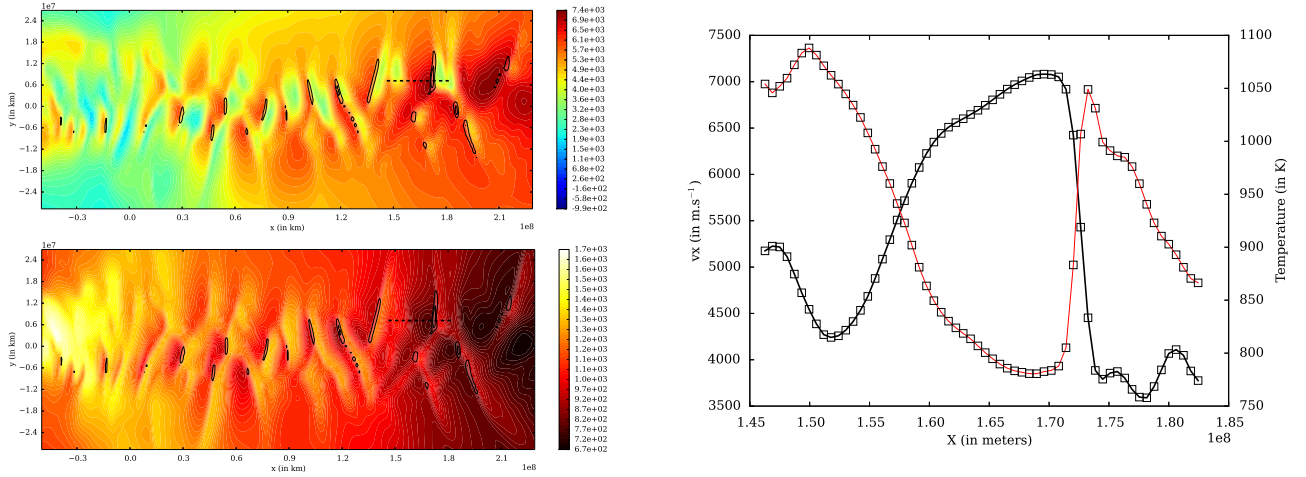 1e7
2.4
1.8
1.2
0.6
0.0
−0.6
−1.2
−1.8
−2.4
y (in km)
−0.3 0.0 0.3 0.6 0.9 1.2 1.5 1.8 2.1
x (in km)
1e8
7.4e+03
6.9e+03
6.4e+03
5.9e+03
5.4e+03
4.9e+03
4.5e+03
4.0e+03
3.5e+03
3.0e+03
2.5e+03
2.0e+03
1.5e+03
1.1e+03
6.8e+02
1.6e+02
-5.8e+02
-9.9e+02
1e7
2.4
1.8
1.2
0.6
0.0
−0.6
−1.2
−1.8
−2.4
y (in km)
−0.3 0.0 0.3 0.6 0.9 1.2 1.5 1.8 2.1
x (in km)
1e8
1.7e+03
1.6e+03
1.6e+03
1.5e+03
1.5e+03
1.4e+03
1.3e+03
1.3e+03
1.2e+03
1.2e+03
1.1e+03
1.1e+03
1.0e+03
9.7e+02
9.2e+02
8.7e+02
8.2e+02
7.7e+02
7.2e+02
6.7e+02
7500
7000
6500
6000
5500
5000
4500
4000
3500
vx (in m.s⁻¹)
1.45 1.50 1.55 1.60 1.65 1.70 1.75 1.80 1.85
X (in meters)
1e8
1100
1050
1000
950
900
850
800
750
Temperature (in K)